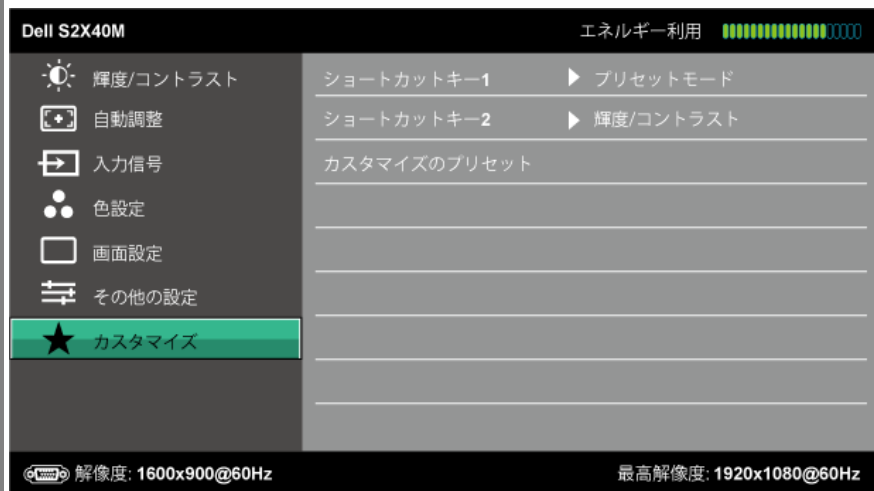 Dell S2X40M エネルギー利用
輝度/コントラスト
自動調整
入力信号
色設定
画面設定
その他の設定
カスタマイズ
ショートカットキー1 プリセットモード
ショートカットキー2 輝度/コントラスト
カスタマイズのプリセット
解像度: 1600x900@60Hz 最高解像度: 1920x1080@60Hz